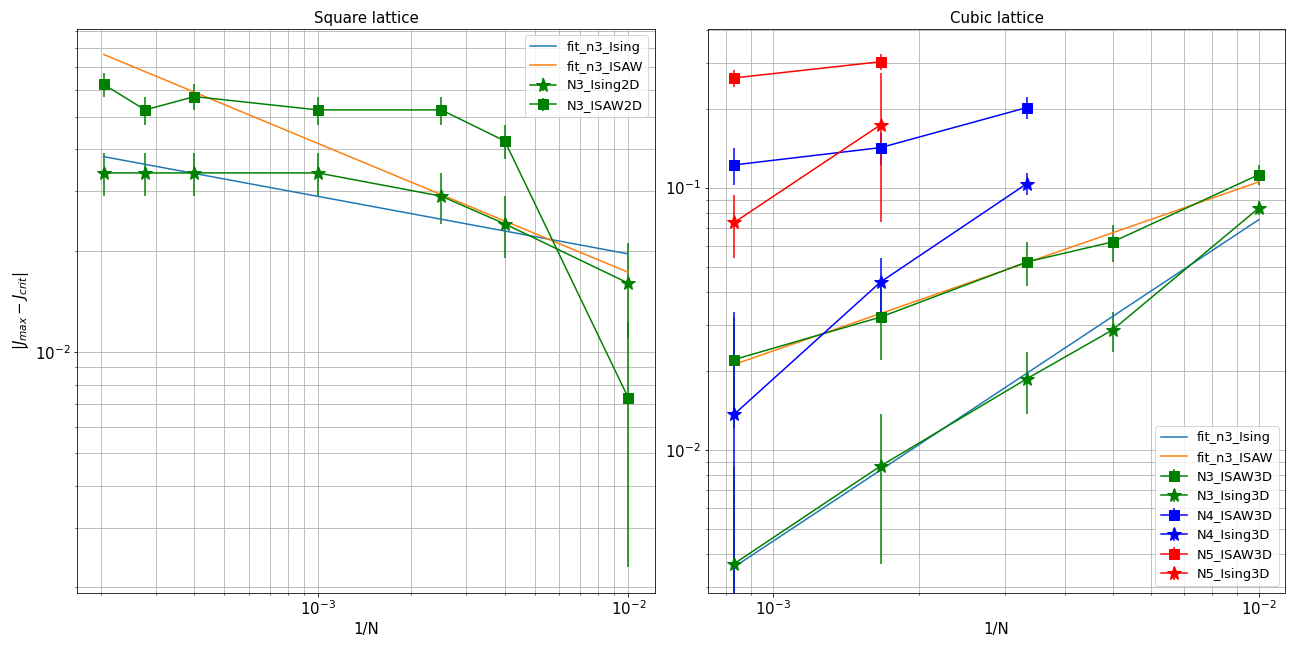 Square lattice
fit_n3_Ising
fit_n3_ISAW
N3_Ising2D
N3_ISAW2D
|J_max − J_crit|
10^−2
10^−3
10^−2
1/N
Cubic lattice
10^−1
10^−2
fit_n3_Ising
fit_n3_ISAW
N3_ISAW3D
N3_Ising3D
N4_ISAW3D
N4_Ising3D
N5_ISAW3D
N5_Ising3D
10^−3
10^−2
1/N